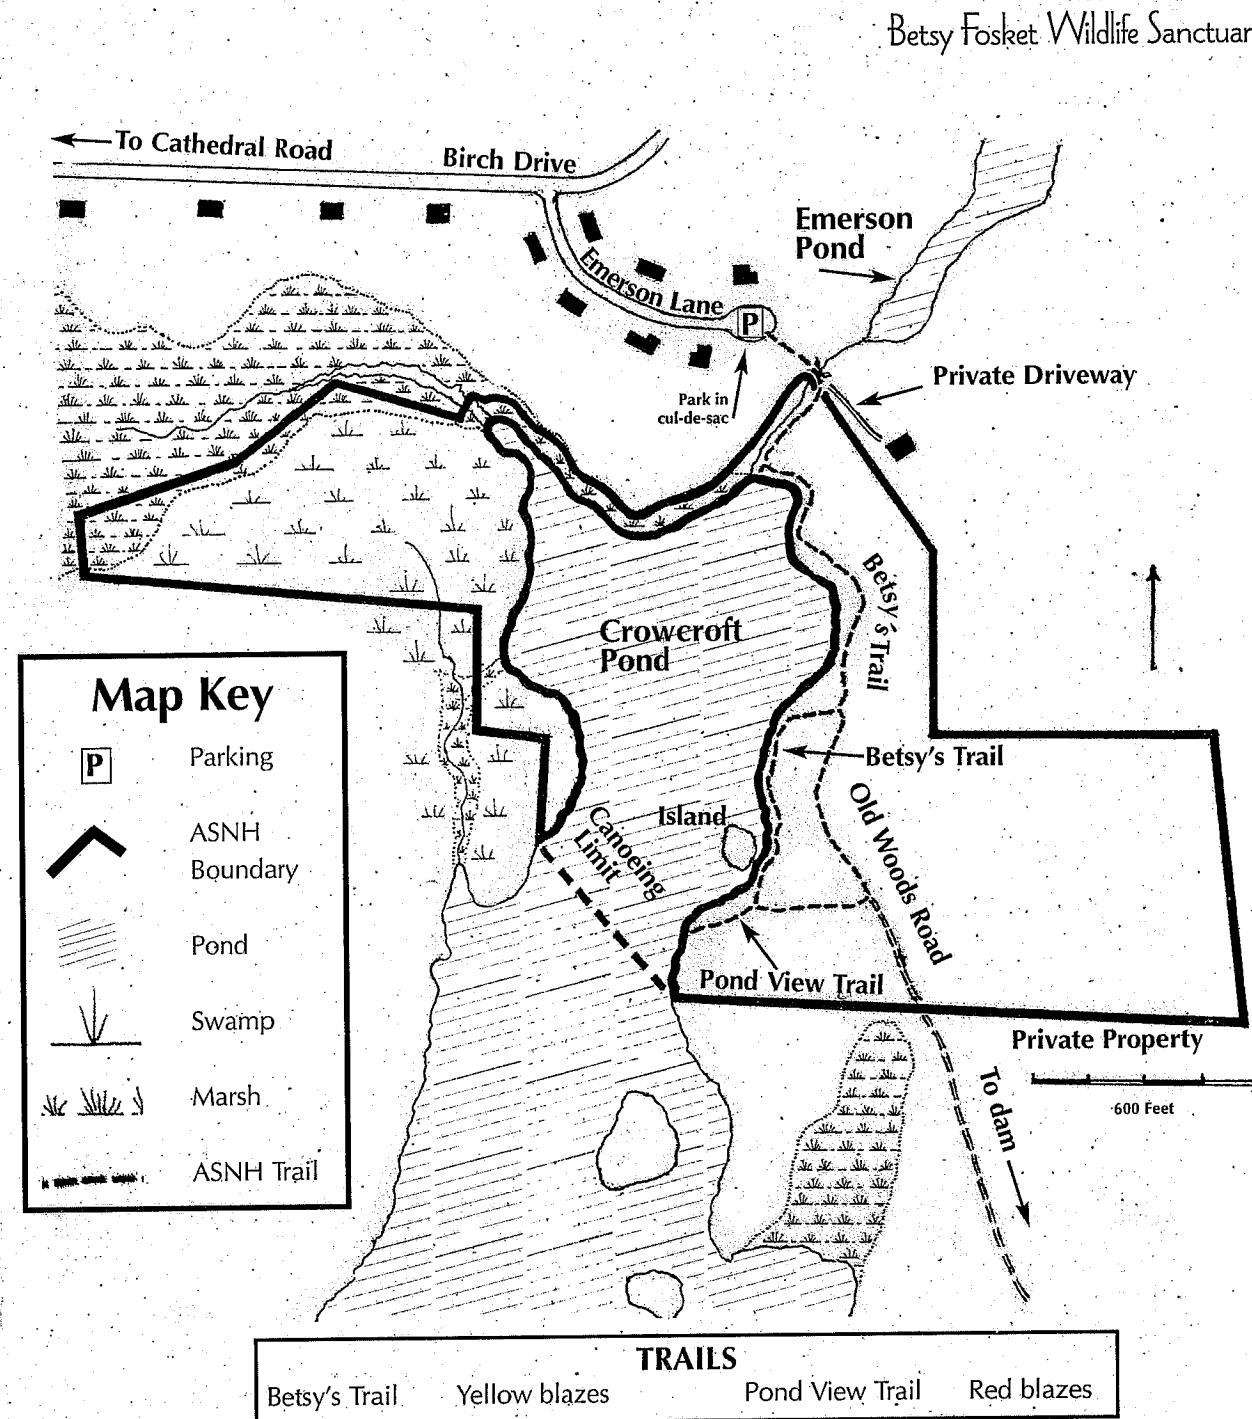 Betsy Fosket Wildlife Sanctuar
To Cathedral Road
Birch Drive
Emerson
Pond
Emerson Lane
P
Private Driveway
Park in
cul-de-sac
Betsy's Trail
Crowcroft
Pond
Map Key
P Parking
ASNH
Boundary
Pond
Swamp
Marsh
ASNH Trail
Betsy's Trail
Island
Canoeing
Limit
Old Woods Road
Pond View Trail
Private Property
600 Feet
To dam
TRAILS
Betsy's Trail Yellow blazes Pond View Trail Red blazes